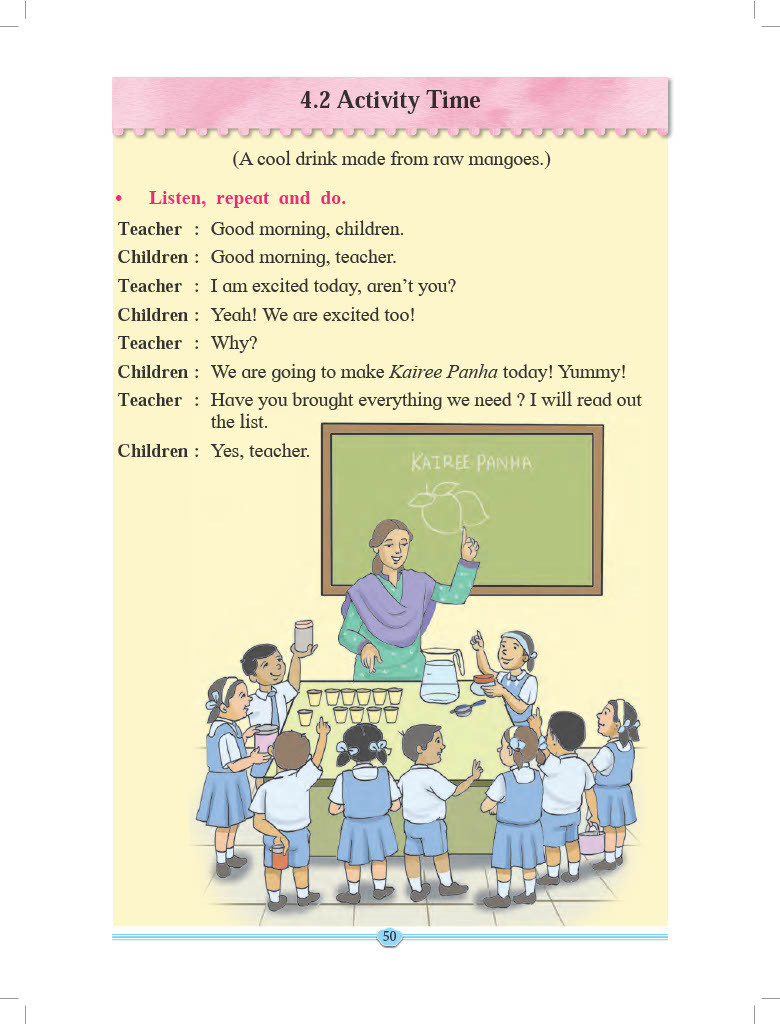 4.2 Activity Time
(A cool drink made from raw mangoes.)
• Listen, repeat and do.
Teacher : Good morning, children.
Children : Good morning, teacher.
Teacher : I am excited today, aren’t you?
Children : Yeah! We are excited too!
Teacher : Why?
Children : We are going to make Kairee Panha today! Yummy!
Teacher : Have you brought everything we need ? I will read out
the list.
Children : Yes, teacher.
KAIREE PANHA
50